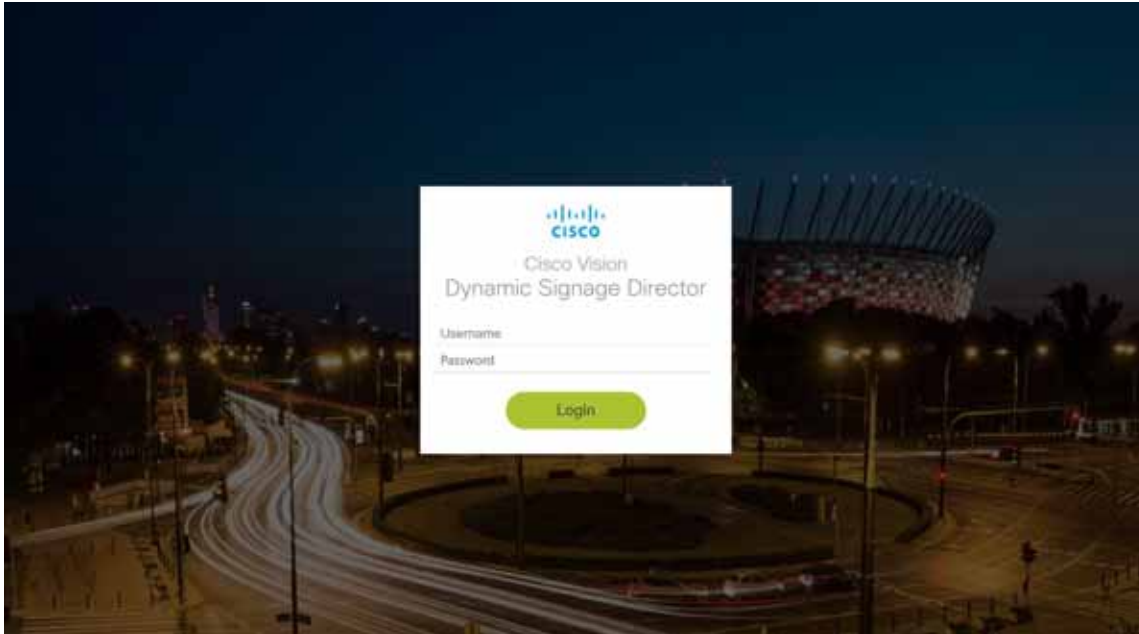 CISCO
Cisco Vision
Dynamic Signage Director
Username
Password
Login